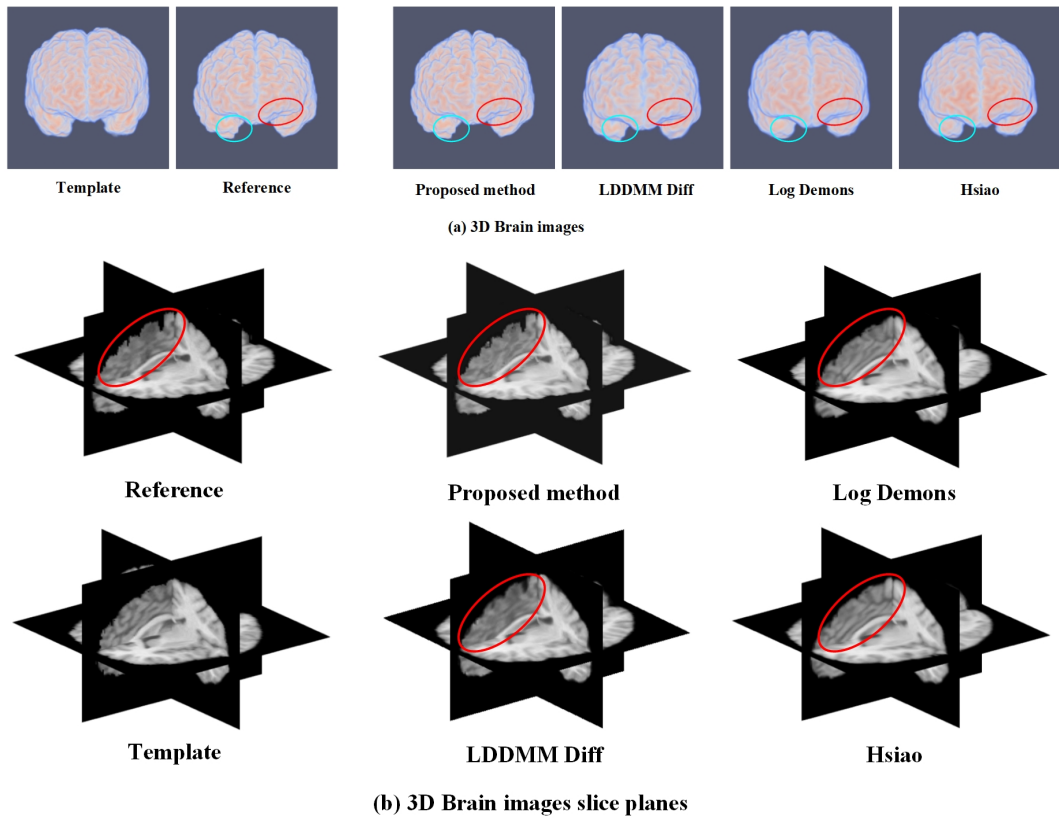 Template
Reference
Proposed method
LDDMM Diff
Log Demons
Hsiao
(a) 3D Brain images
Reference
Proposed method
Log Demons
Template
LDDMM Diff
Hsiao
(b) 3D Brain images slice planes